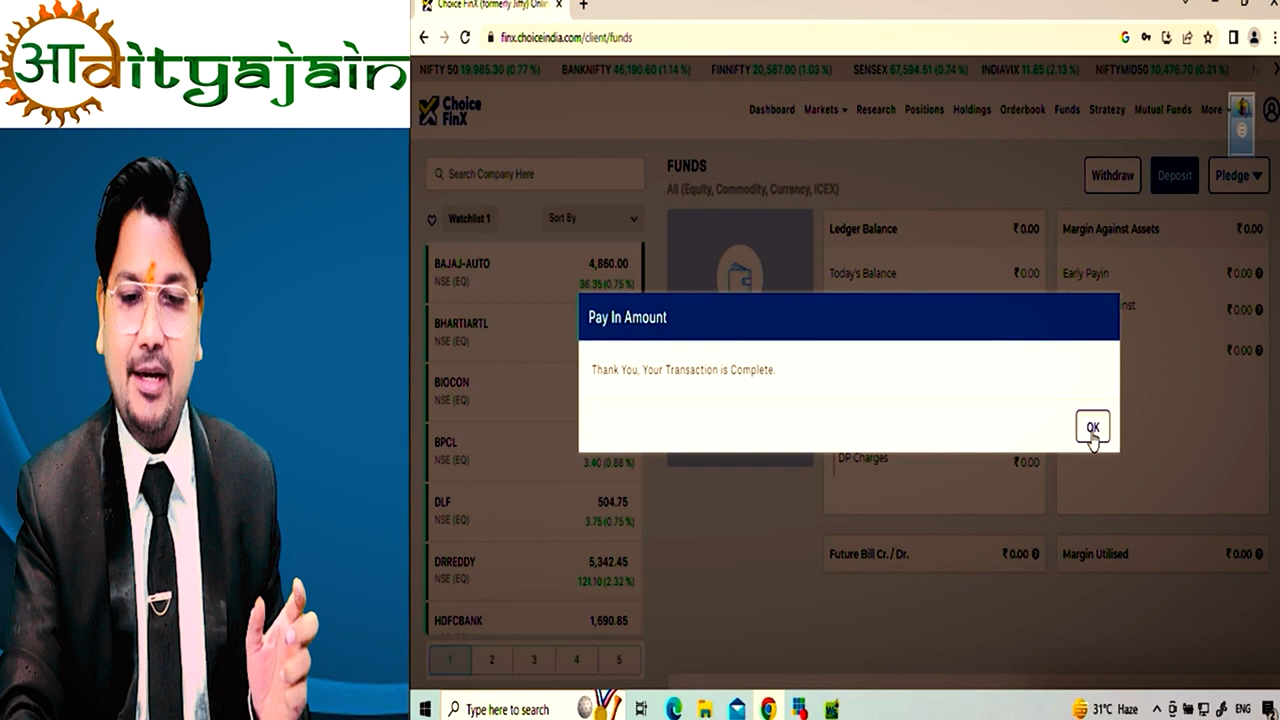 आdityajain
Choice FinX (formerly Jiffy) Onlin
finx.choiceindia.com/client/funds
NIFTY 50 19,985.30 (0.77 %) BANKNIFTY 46,190.60 (1.14 %) FINNIFTY 20,587.00 (1.03 %) SENSEX 67,594.51 (0.74 %) INDIAVIX 11.85 (2.13 %) NIFTYMID50 10,476.70 (0.21 %)
Choice
FinX
Dashboard Markets Research Positions Holdings Orderbook Funds Strategy Mutual Funds More
Search Company Here
FUNDS
All (Equity, Commodity, Currency, ICEX)
Withdraw Deposit Pledge
Watchlist 1 Sort By
Ledger Balance ₹ 0.00 Margin Against Assets ₹ 0.00
BAJAJ-AUTO 4,860.00
NSE (EQ) 36.35 (0.75 %)
Today's Balance ₹ 0.00 Early Payin ₹ 0.00
₹ 0.00
₹ 0.00
BHARTIARTL
NSE (EQ)
Pay In Amount
Thank You, Your Transaction is Complete.
OK
BIOCON
NSE (EQ)
BPCL
NSE (EQ) 3.40 (0.88 %)
DP Charges ₹ 0.00
DLF 504.75
NSE (EQ) 3.75 (0.75 %)
DRREDDY 5,342.45
NSE (EQ) 121.10 (2.32 %)
Future Bill Cr. / Dr. ₹ 0.00 Margin Utilised ₹ 0.00
HDFCBANK 1,690.85
1 2 3 4 5
Type here to search
31°C Haze ENG